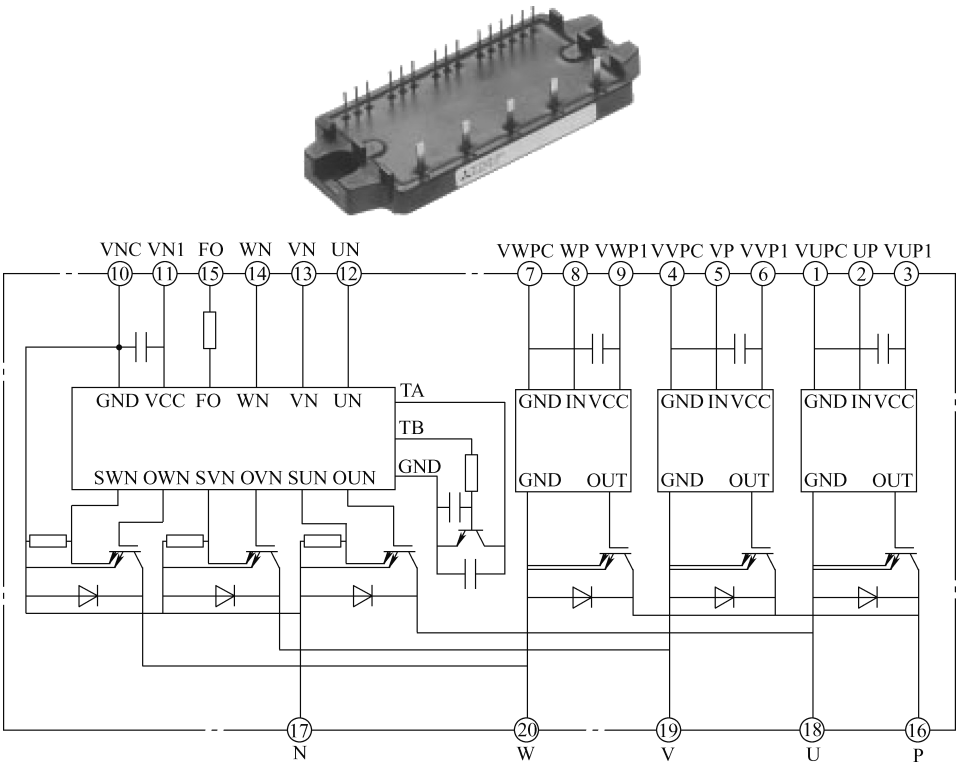 VNC VN1 FO WN VN UN VWPC WP VWP1 VVPC VP VVP1 VUPC UP VUP1
10 11 15 14 13 12 7 8 9 4 5 6 1 2 3
GND VCC FO WN VN UN TA GND IN VCC GND IN VCC GND IN VCC
TB
GND
SWN OWN SVN OVN SUN OUN GND OUT GND OUT GND OUT
17 20 19 18 16
N W V U P